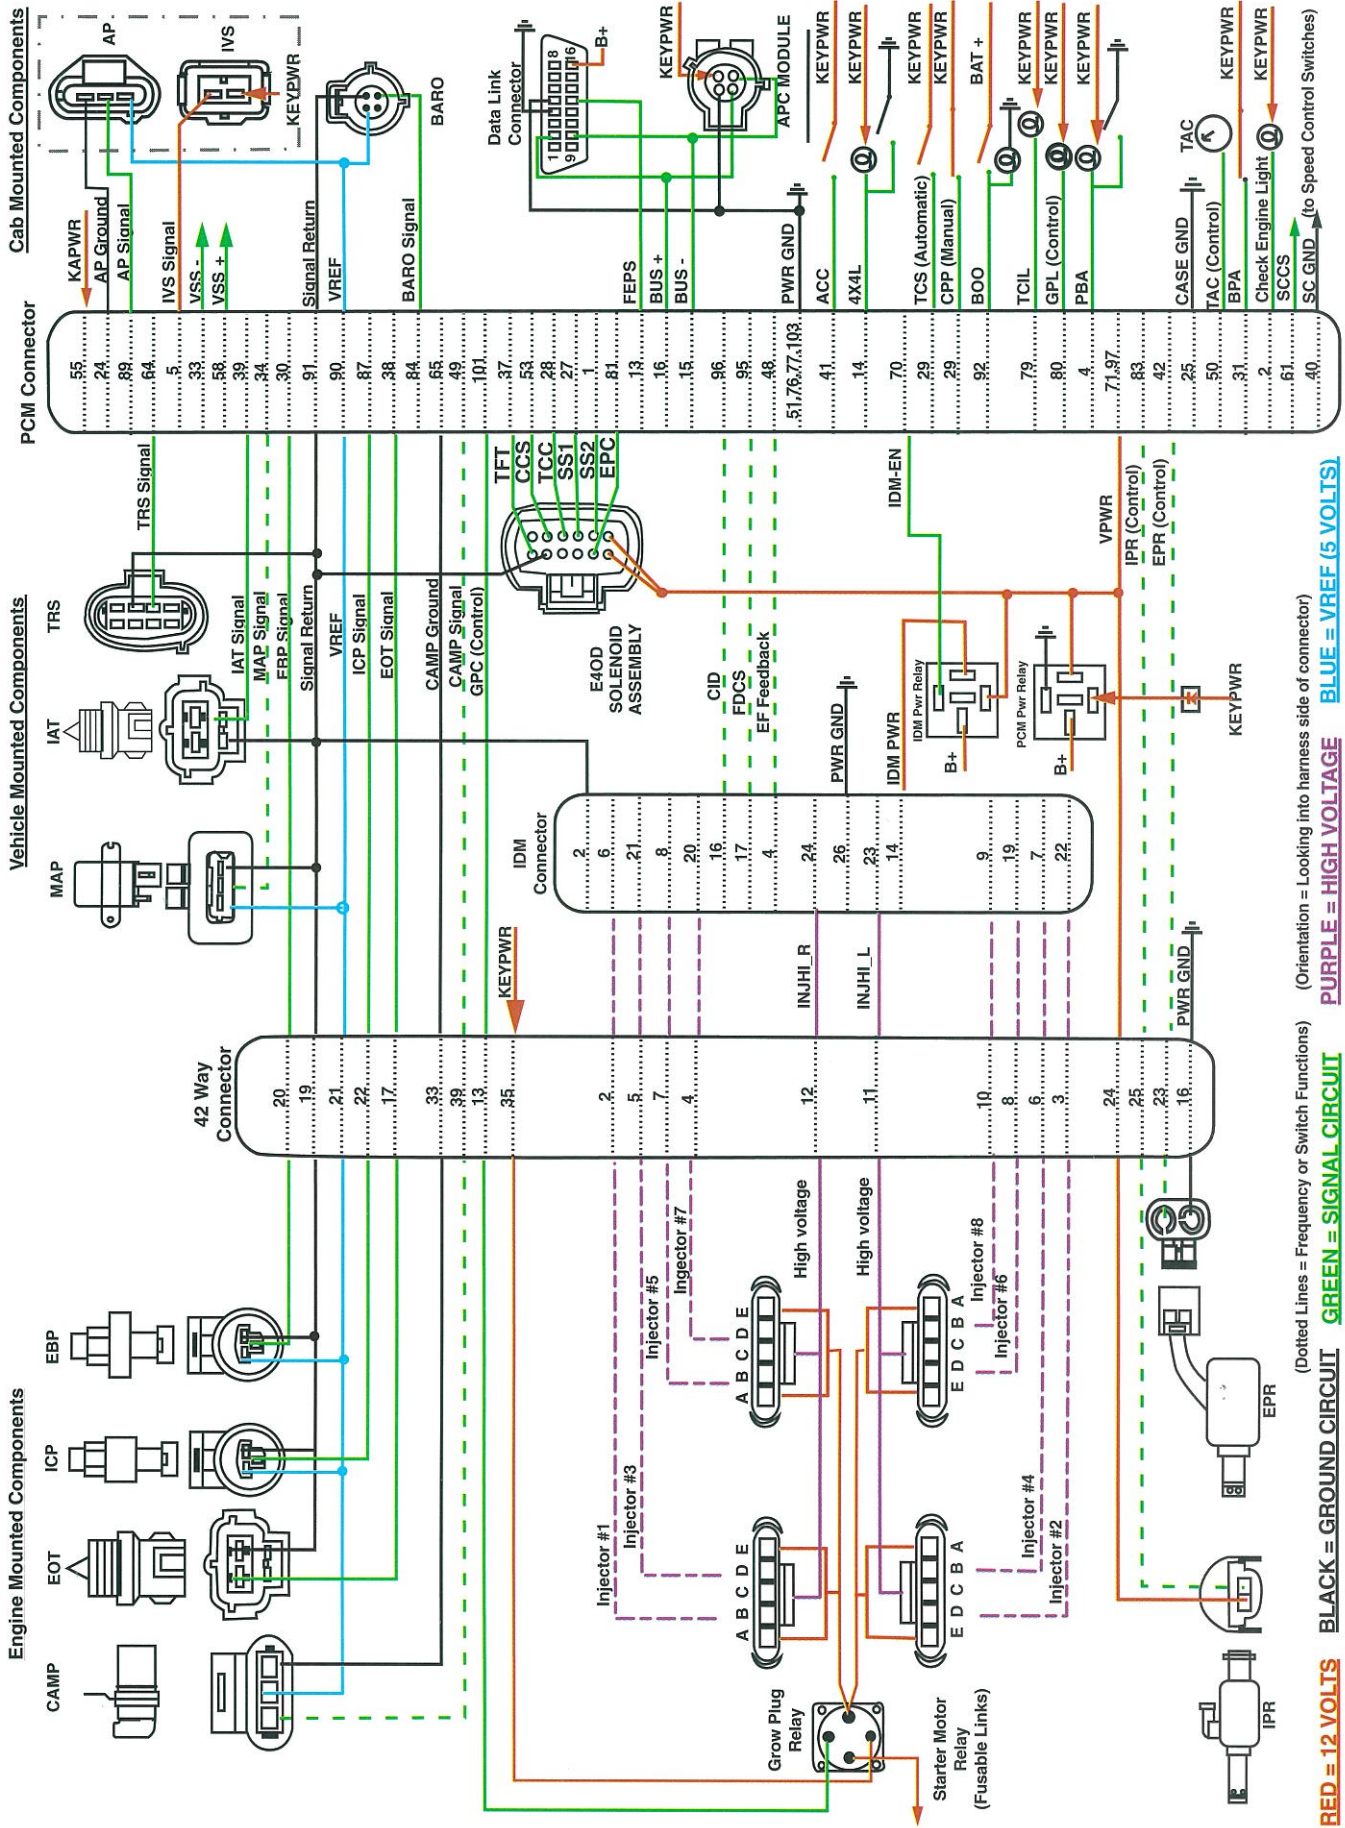 Cab Mounted Components
AP
IVS
KEYPWR
BARO
Data Link
Connector
1
8
9
16
B+
KEYPWR
APC MODULE
KEYPWR
KEYPWR
KEYPWR
KEYPWR
BAT +
KEYPWR
KEYPWR
KEYPWR
TAC
KEYPWR
KEYPWR
KAPWR
AP Ground
AP Signal
IVS Signal
VSS -
VSS +
Signal Return
VREF
BARO Signal
FEPS
BUS +
BUS -
PWR GND
ACC
4X4L
TCS (Automatic)
CPP (Manual)
BOO
TCIL
GPL (Control)
PBA
CASE GND
TAC (Control)
BPA
Check Engine Light
SCCS
SC GND
(to Speed Control Switches)
PCM Connector
55
24
89
64
5
33
58
39
34
30
91
90
87
38
84
65
49
101
37
53
28
27
1
81
13
16
15
96
95
48
51,76,77,103
41
14
70
29
29
92
79
80
4
71,97
83
42
25
50
31
2
61
40
TRS Signal
TFT
CCS
TCC
SS1
SS2
EPC
IDM-EN
VPWR
IPR (Control)
EPR (Control)
Vehicle Mounted Components
TRS
IAT
MAP
IAT Signal
MAP Signal
EBP Signal
Signal Return
VREF
ICP Signal
EOT Signal
CAMP Ground
CAMP Signal
GPC (Control)
E4OD
SOLENOID
ASSEMBLY
CID
FDCS
EF Feedback
PWR GND
IDM PWR
IDM Pwr Relay
B+
PCM Pwr Relay
B+
KEYPWR
IDM
Connector
2
6
21
8
20
16
17
4
24
26
23
14
9
19
7
22
KEYPWR
INJHI_R
INJHI_L
PWR GND
42 Way
Connector
20
19
21
22
17
33
39
13
35
2
5
7
4
12
11
10
8
6
3
24
25
23
16
Engine Mounted Components
EBP
ICP
EOT
CAMP
Injector #1
Injector #3
Injector #5
Ingector #7
High voltage
High voltage
Injector #8
Injector #6
Injector #4
Injector #2
A B C D E
E D C B A
A B C D E
E D C B A
Grow Plug
Relay
Starter Motor
Relay
(Fusable Links)
EPR
IPR
(Dotted Lines = Frequency or Switch Functions)
(Orientation = Looking into harness side of connector)
RED = 12 VOLTS
BLACK = GROUND CIRCUIT
GREEN = SIGNAL CIRCUIT
PURPLE = HIGH VOLTAGE
BLUE = VREF (5 VOLTS)